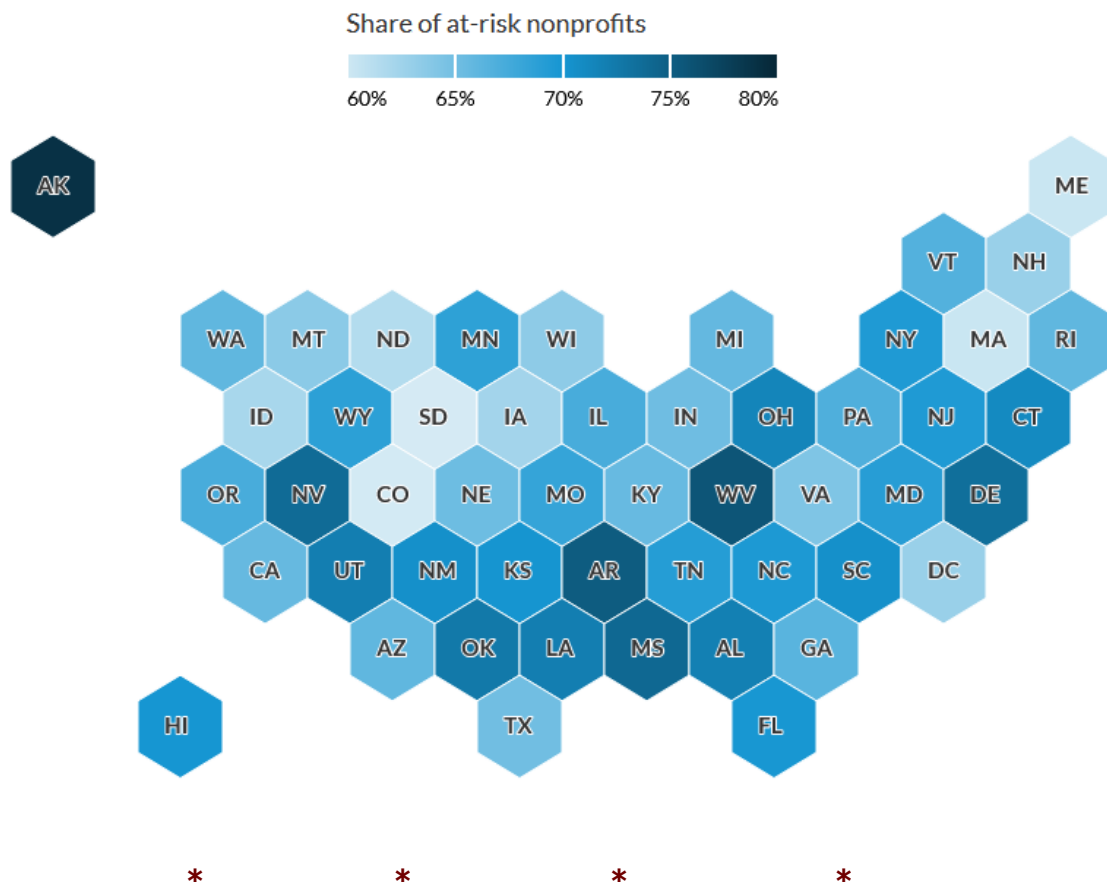 Share of at-risk nonprofits
60% 65% 70% 75% 80%
AK ME
VT NH
WA MT ND MN WI MI NY MA RI
ID WY SD IA IL IN OH PA NJ CT
OR NV CO NE MO KY WV VA MD DE
CA UT NM KS AR TN NC SC DC
AZ OK LA MS AL GA
HI TX FL
* * * *